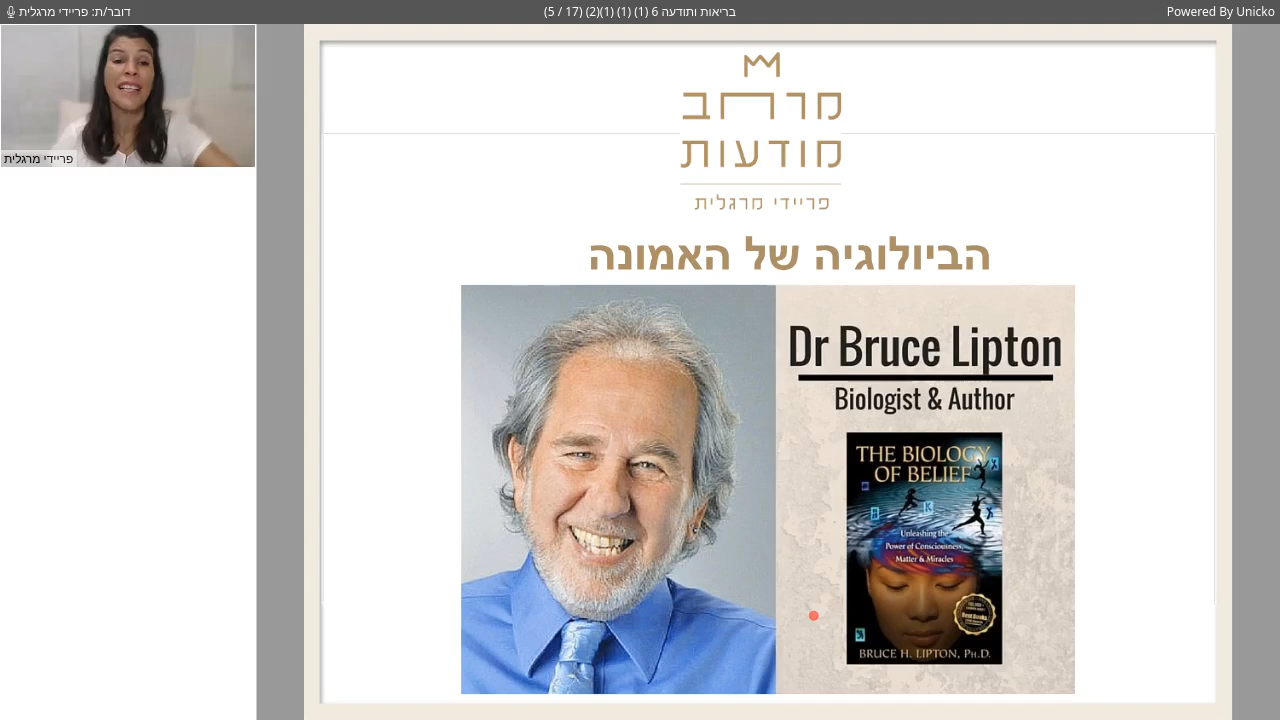 דובר/ת: פריידי מרגלית
בריאות ותודעה 6 (1) (1) (1)(2) (17 / 5)
Powered By Unicko
פריידי מרגלית
מרחב
מודעות
פריידי מרגלית
הביולוגיה של האמונה
Dr Bruce Lipton
Biologist & Author
THE BIOLOGY
OF BELIEF
Unleashing the
Power of Consciousness,
Matter & Miracles
Best Books
BRUCE H. LIPTON, PH.D.